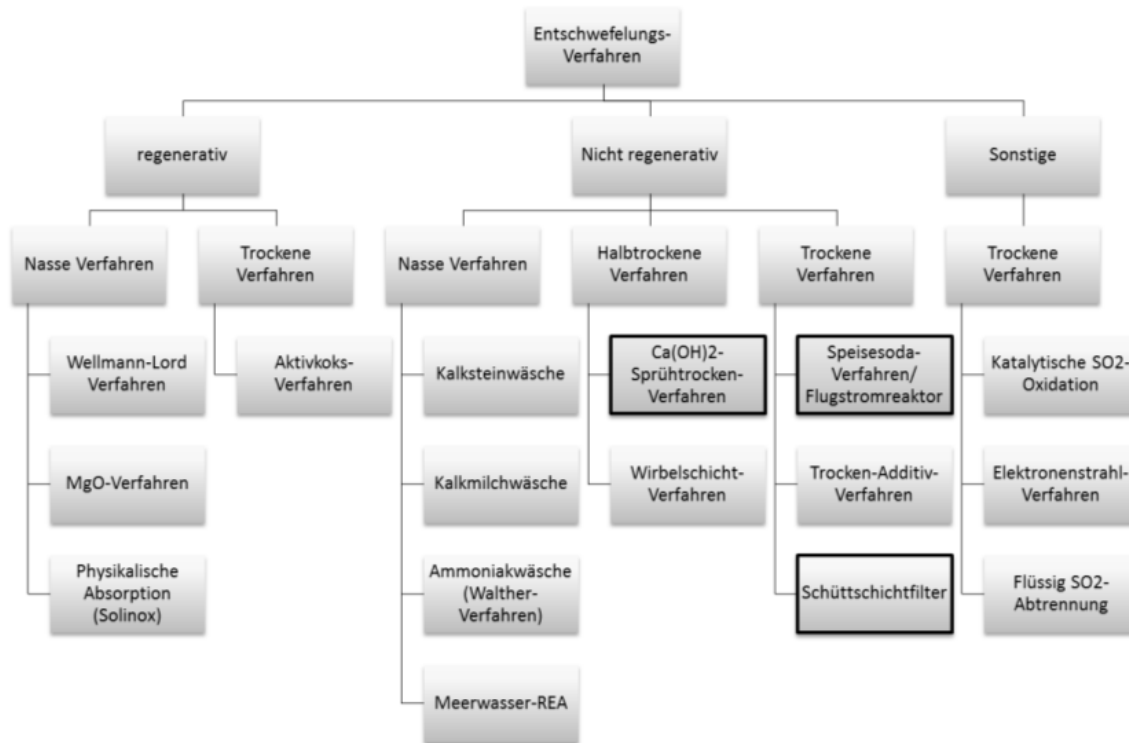 Entschwefelungs-
Verfahren
regenerativ
Nicht regenerativ
Sonstige
Nasse Verfahren
Trockene
Verfahren
Nasse Verfahren
Halbtrockene
Verfahren
Trockene
Verfahren
Trockene
Verfahren
Wellmann-Lord
Verfahren
Aktivkoks-
Verfahren
Kalksteinwäsche
Ca(OH)2-
Sprühtrocken-
Verfahren
Speisesoda-
Verfahren/
Flugstromreaktor
Katalytische SO2-
Oxidation
MgO-Verfahren
Kalkmilchwäsche
Wirbelschicht-
Verfahren
Trocken-Additiv-
Verfahren
Elektronenstrahl-
Verfahren
Physikalische
Absorption
(Solinox)
Ammoniakwäsche
(Walther-
Verfahren)
Schüttschichtfilter
Flüssig SO2-
Abtrennung
Meerwasser-REA